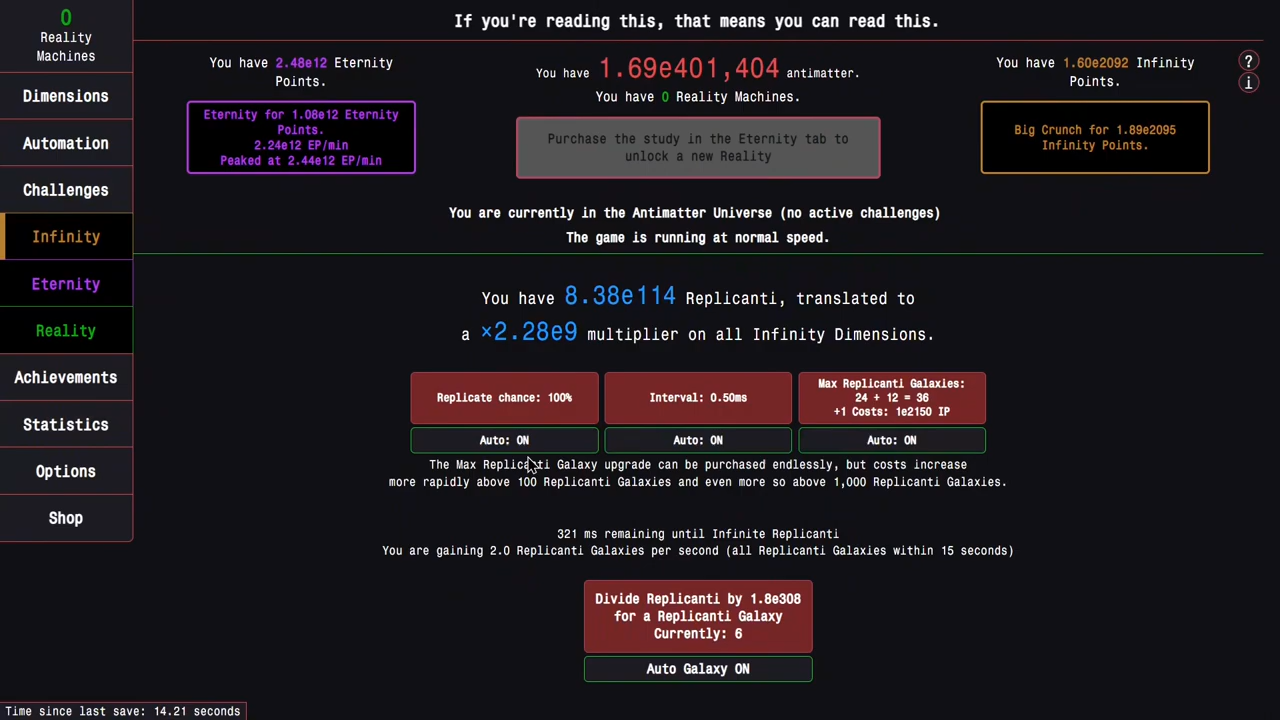 0
Reality
Machines
Dimensions
Automation
Challenges
Infinity
Eternity
Reality
Achievements
Statistics
Options
Shop
If you're reading this, that means you can read this.
You have 2.48e12 Eternity
Points.
Eternity for 1.08e12 Eternity
Points.
2.24e12 EP/min
Peaked at 2.44e12 EP/min
You have 1.69e401,404 antimatter.
You have 0 Reality Machines.
Purchase the study in the Eternity tab to
unlock a new Reality
You have 1.60e2092 Infinity
Points.
Big Crunch for 1.89e2095
Infinity Points.
?
i
You are currently in the Antimatter Universe (no active challenges)
The game is running at normal speed.
You have 8.38e114 Replicanti, translated to
a ×2.28e9 multiplier on all Infinity Dimensions.
Replicate chance: 100%
Auto: ON
Interval: 0.50ms
Auto: ON
Max Replicanti Galaxies:
24 + 12 = 36
+1 Costs: 1e2150 IP
Auto: ON
The Max Replicanti Galaxy upgrade can be purchased endlessly, but costs increase
more rapidly above 100 Replicanti Galaxies and even more so above 1,000 Replicanti Galaxies.
321 ms remaining until Infinite Replicanti
You are gaining 2.0 Replicanti Galaxies per second (all Replicanti Galaxies within 15 seconds)
Divide Replicanti by 1.8e308
for a Replicanti Galaxy
Currently: 6
Auto Galaxy ON
Time since last save: 14.21 seconds